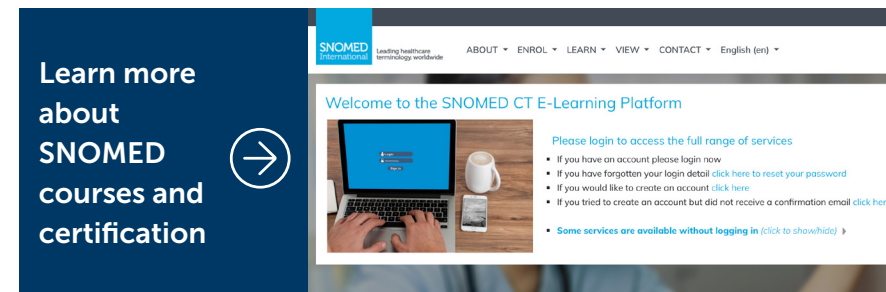 Learn more
about
SNOMED
courses and
certification
SNOMED
International
Leading healthcare
terminology, worldwide
ABOUT ENROL LEARN VIEW CONTACT English (en)
Welcome to the SNOMED CT E-Learning Platform
Login
Sign in
Please login to access the full range of services
If you have an account please login now
If you have forgotten your login detail click here to reset your password
If you would like to create an account click here
If you tried to create an account but did not receive a confirmation email click her
Some services are available without logging in (click to show/hide)